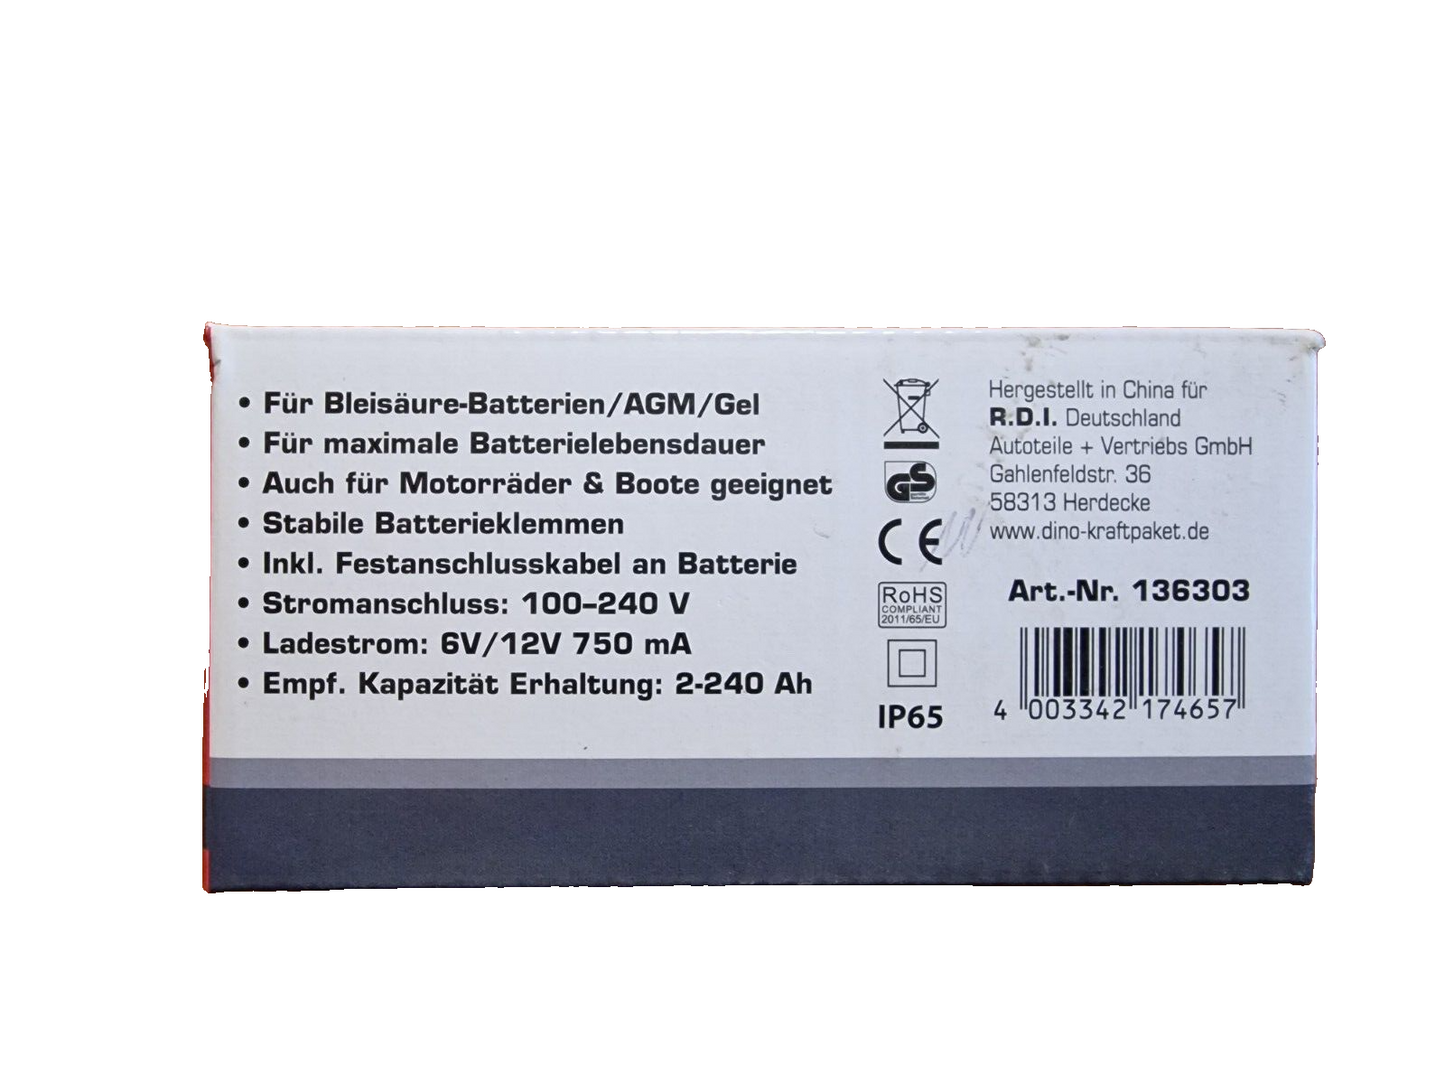 • Für Bleisäure-Batterien/AGM/Gel
• Für maximale Batterielebensdauer
• Auch für Motorräder & Boote geeignet
• Stabile Batterieklemmen
• Inkl. Festanschlusskabel an Batterie
• Stromanschluss: 100–240 V
• Ladestrom: 6V/12V 750 mA
• Empf. Kapazität Erhaltung: 2-240 Ah
GS
CE
RoHS
COMPLIANT
2011/65/EU
IP65
Hergestellt in China für
R.D.I. Deutschland
Autoteile + Vertriebs GmbH
Gahlenfeldstr. 36
58313 Herdecke
www.dino-kraftpaket.de
Art.-Nr. 136303
4 003342 174657